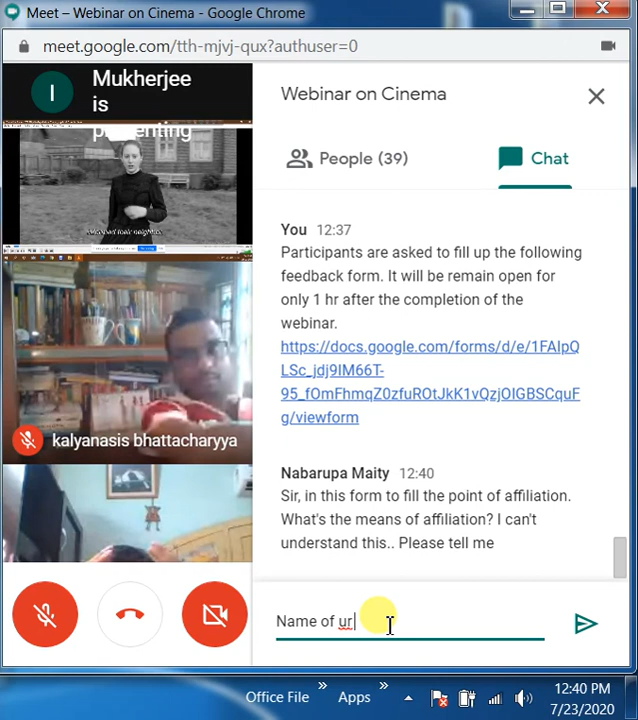 Meet – Webinar on Cinema - Google Chrome
meet.google.com/tth-mjvj-qux?authuser=0
I
Mukherjee
is
presenting
Webinar on Cinema
People (39)
Chat
You 12:37
Participants are asked to fill up the following
feedback form. It will be remain open for
only 1 hr after the completion of the
webinar.
https://docs.google.com/forms/d/e/1FAIpQ
LSc_jdj9IM66T-
95_fOmFhmqZ0zfuROtJkK1vQzjOIGBSCquF
g/viewform
kalyanasis bhattacharyya
Nabarupa Maity 12:40
Sir, in this form to fill the point of affiliation.
What's the means of affiliation? I can't
understand this.. Please tell me
Name of ur
Office File
»
Apps
»
12:40 PM
7/23/2020